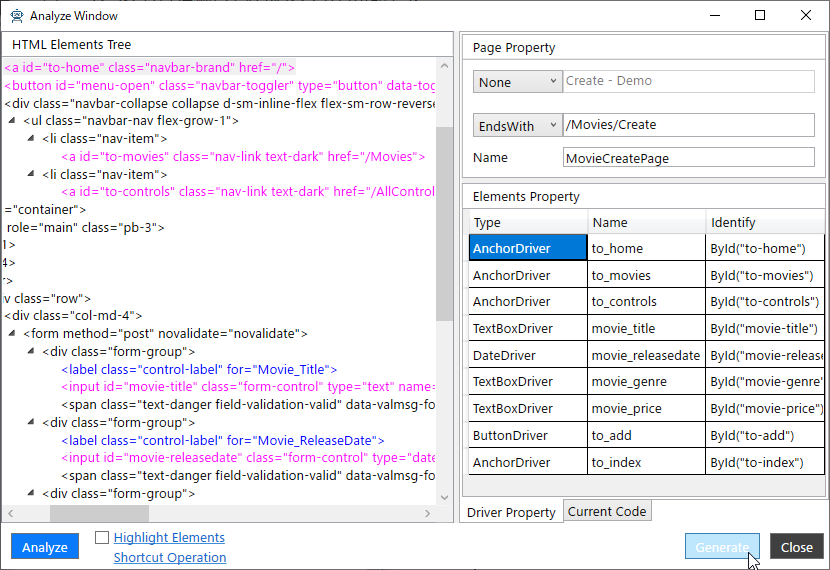 Analyze Window
HTML Elements Tree
<a id="to-home" class="navbar-brand" href="/">
<button id="menu-open" class="navbar-toggler" type="button" data-tog
<div class="navbar-collapse collapse d-sm-inline-flex flex-sm-row-reverse
<ul class="navbar-nav flex-grow-1">
<li class="nav-item">
<a id="to-movies" class="nav-link text-dark" href="/Movies">
<li class="nav-item">
<a id="to-controls" class="nav-link text-dark" href="/AllControl
="container">
role="main" class="pb-3">
1>
4>
r>
v class="row">
<div class="col-md-4">
<form method="post" novalidate="novalidate">
<div class="form-group">
<label class="control-label" for="Movie_Title">
<input id="movie-title" class="form-control" type="text" name=
<span class="text-danger field-validation-valid" data-valmsg-fo
<div class="form-group">
<label class="control-label" for="Movie_ReleaseDate">
<input id="movie-releasedate" class="form-control" type="date
<span class="text-danger field-validation-valid" data-valmsg-fo
<div class="form-group">
Page Property
None Create - Demo
EndsWith /Movies/Create
Name MovieCreatePage
Elements Property
Type Name Identify
AnchorDriver to_home ById("to-home")
AnchorDriver to_movies ById("to-movies")
AnchorDriver to_controls ById("to-controls")
TextBoxDriver movie_title ById("movie-title")
DateDriver movie_releasedate ById("movie-release
TextBoxDriver movie_genre ById("movie-genre"
TextBoxDriver movie_price ById("movie-price")
ButtonDriver to_add ById("to-add")
AnchorDriver to_index ById("to-index")
Driver Property Current Code
Analyze
Highlight Elements
Shortcut Operation
Generate Close